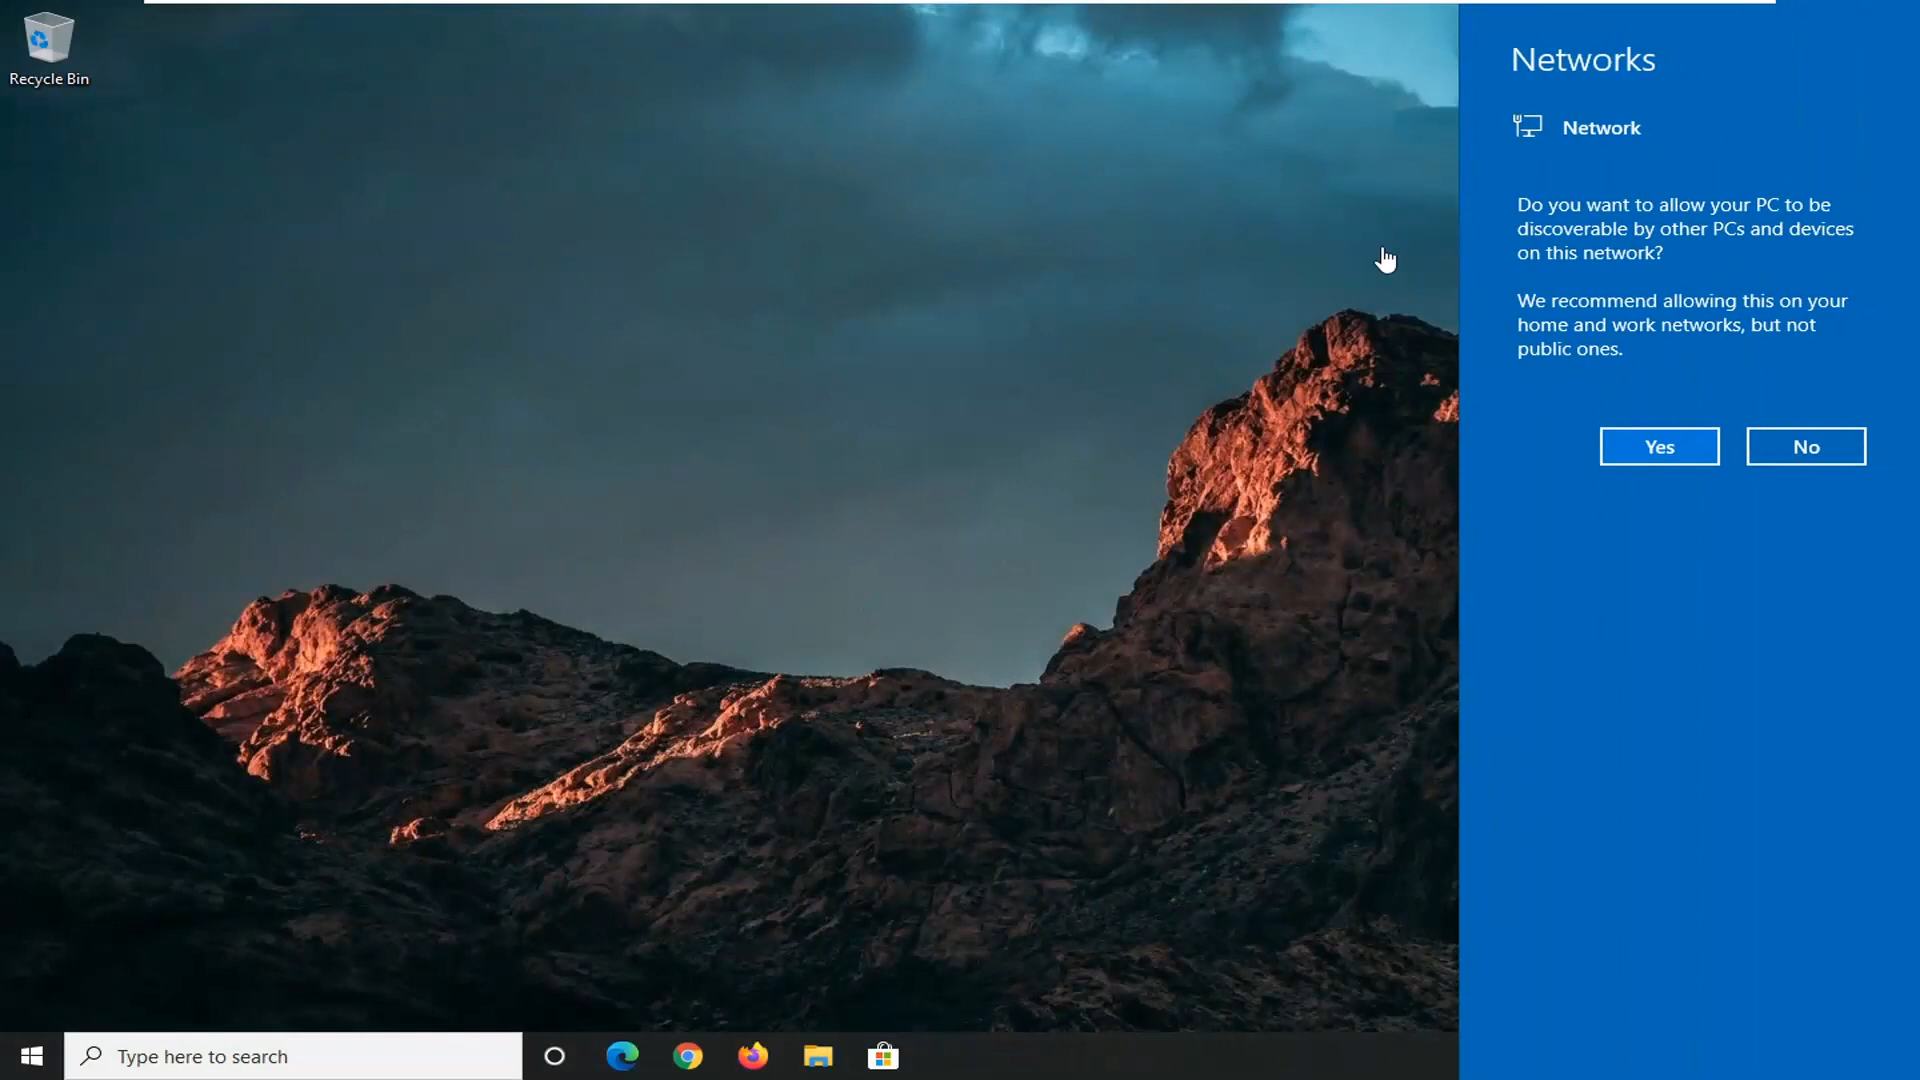 Recycle Bin
Networks
Network
Do you want to allow your PC to be
discoverable by other PCs and devices
on this network?
We recommend allowing this on your
home and work networks, but not
public ones.
Yes
No
Type here to search